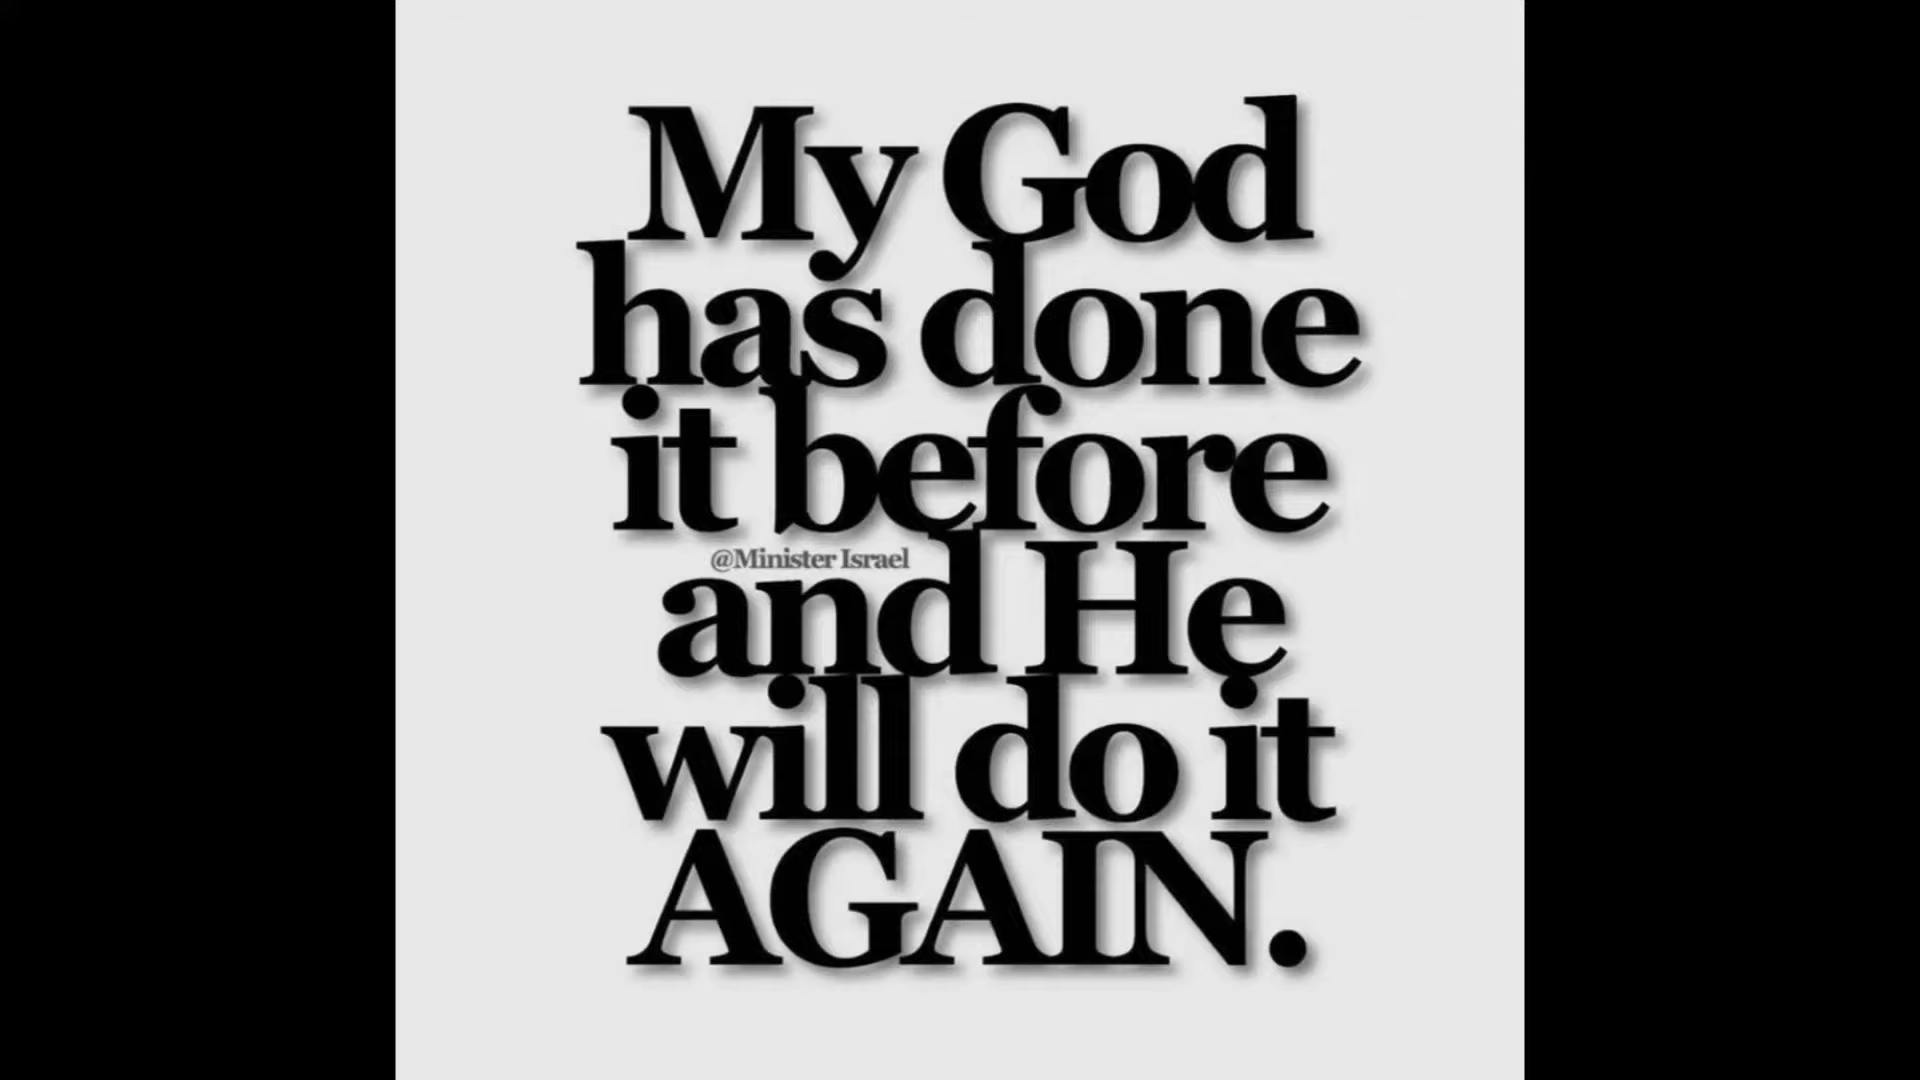 My God
has done
it before
@Minister Israel
and He
will do it
AGAIN.